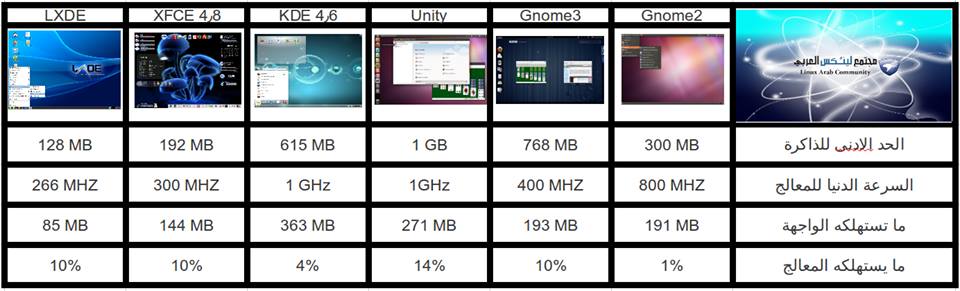 LXDE XFCE 4٫8 KDE 4٫6 Unity Gnome3 Gnome2
مجتمع لينكس العربي
Linux Arab Community
LXDE
128 MB 192 MB 615 MB 1 GB 768 MB 300 MB الحد الادنى للذاكرة
266 MHZ 300 MHZ 1 GHz 1GHz 400 MHZ 800 MHZ السرعة الدنيا للمعالج
85 MB 144 MB 363 MB 271 MB 193 MB 191 MB ما تستهلكه الواجهة
10% 10% 4% 14% 10% 1% ما يستهلكه المعالج